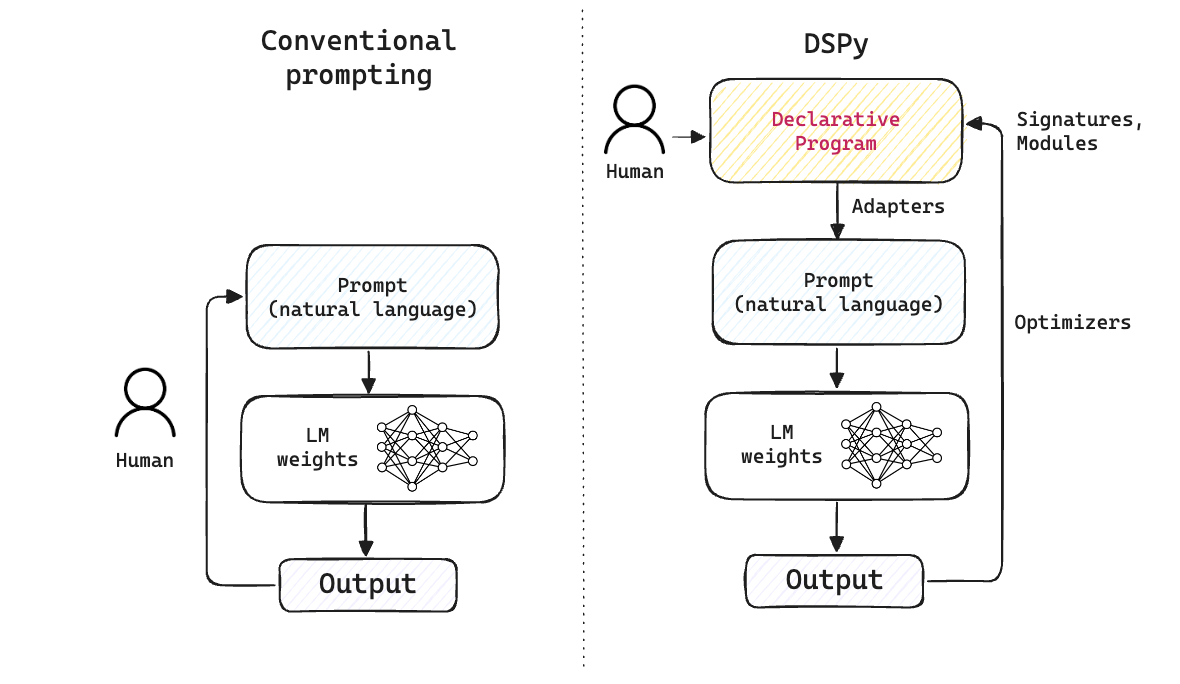 Conventional
prompting
Prompt
(natural language)
LM
weights
Human
Output
DSPy
Human
Declarative
Program
Signatures,
Modules
Adapters
Prompt
(natural language)
Optimizers
LM
weights
Output